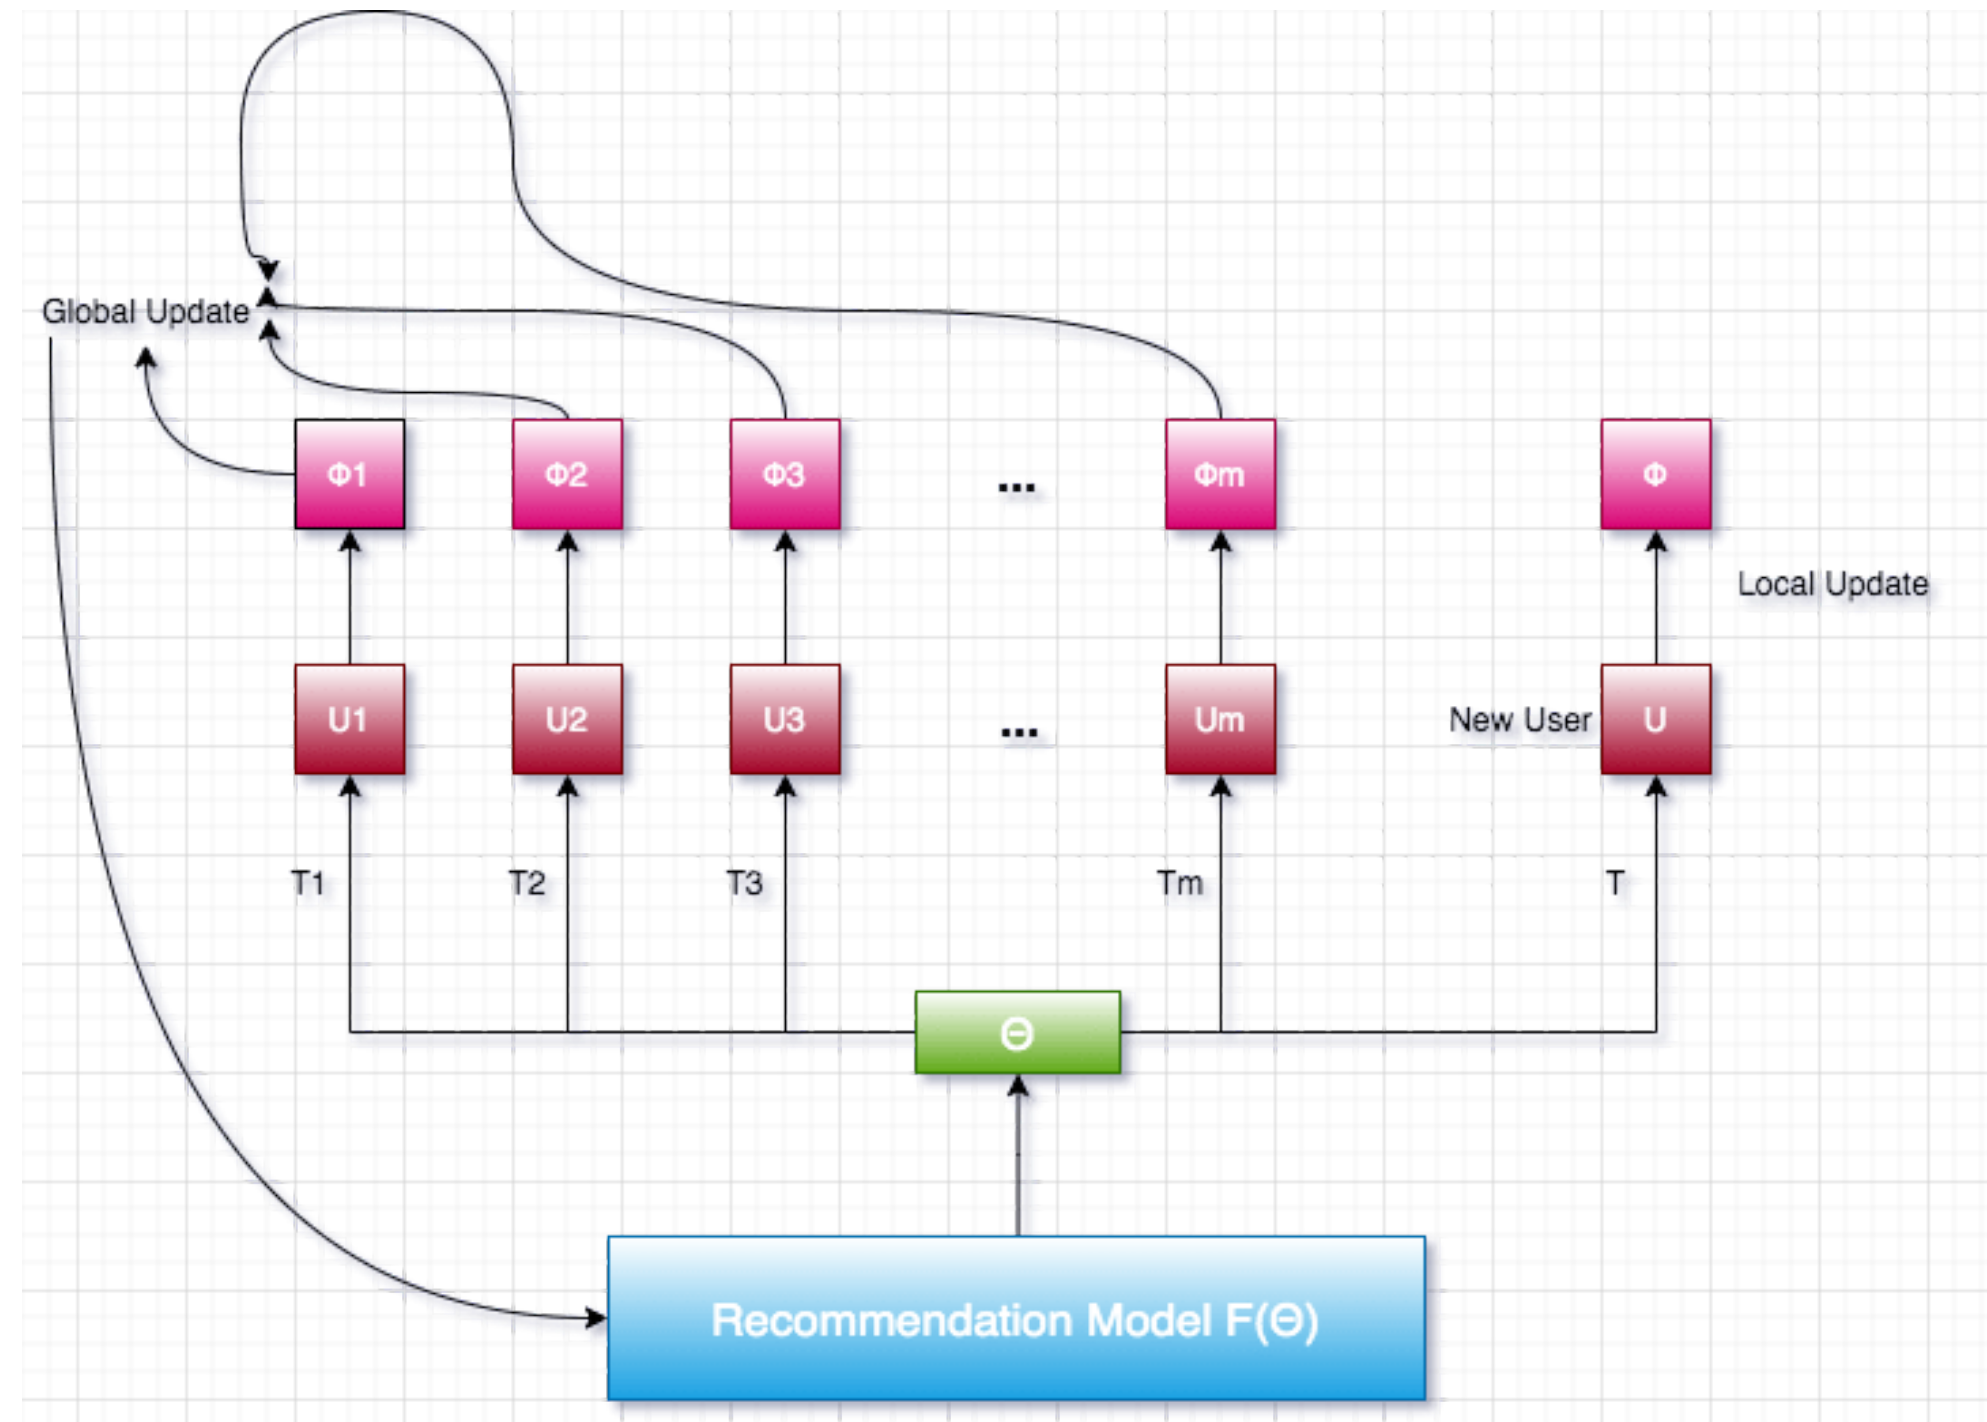 Global Update
Φ1
Φ2
Φ3
...
Φm
Φ
Local Update
U1
U2
U3
...
Um
New User
U
T1
T2
T3
Tm
T
Θ
Recommendation Model F(Θ)